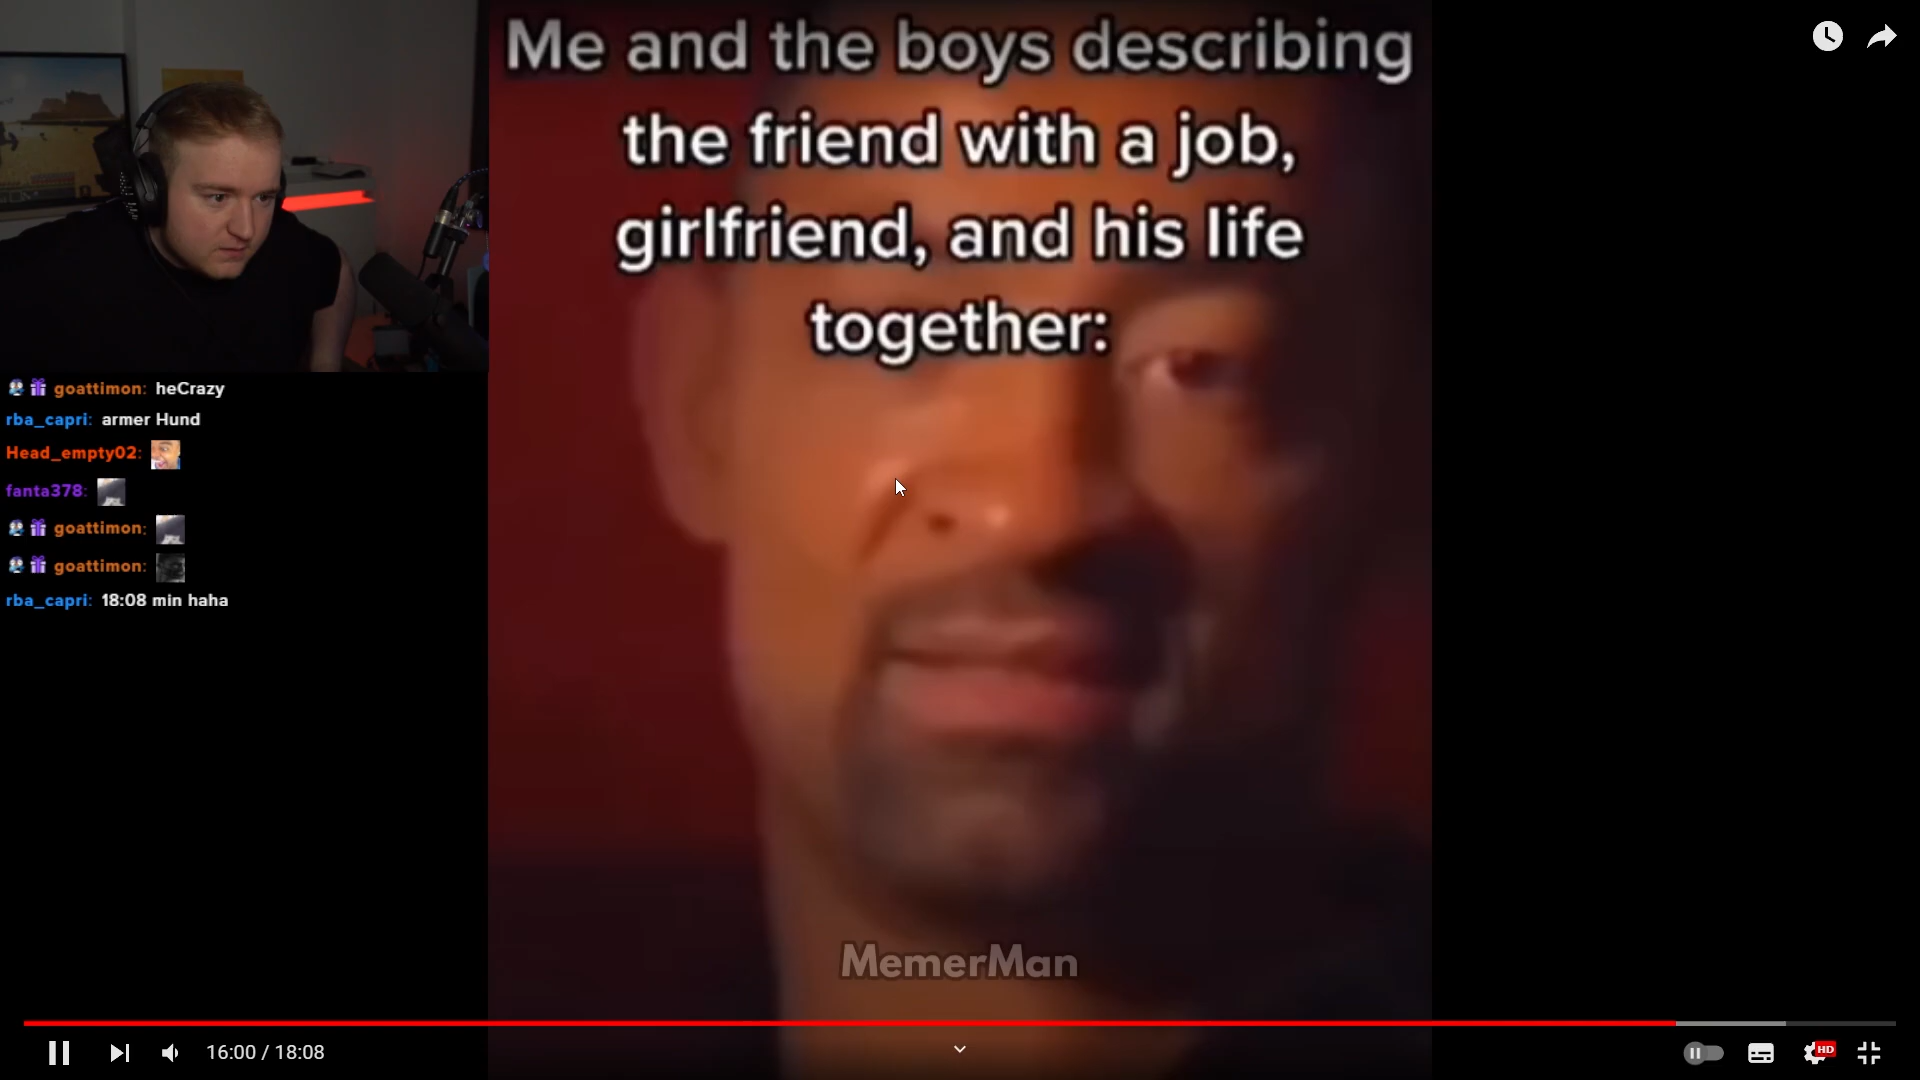 Me and the boys describing
the friend with a job,
girlfriend, and his life
together:
goattimon: heCrazy
rba_capri: armer Hund
Head_empty02:
fanta378:
goattimon:
goattimon:
rba_capri: 18:08 min haha
MemerMan
16:00 / 18:08
HD